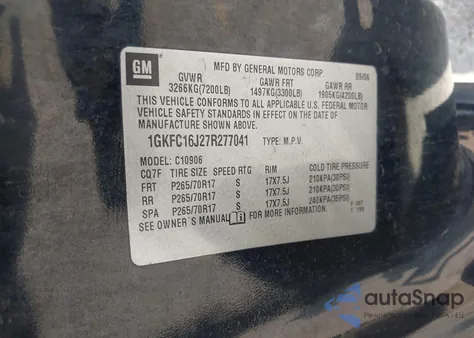 GM
MFD BY GENERAL MOTORS CORP 09/06
GVWR GAWR FRT GAWR RR
3266KG(7200LB) 1497KG(3300LB) 1905KG(4200LB)
THIS VEHICLE CONFORMS TO ALL APPLICABLE U.S. FEDERAL MOTOR
VEHICLE SAFETY STANDARDS IN EFFECT ON THE DATE OF
MANUFACTURE SHOWN ABOVE.
1GKFC16J27R277041 TYPE: M.P.V.
MODEL: C10906
CQ7F TIRE SIZE SPEED RTG RIM COLD TIRE PRESSURE
FRT P265/70R17 S 17X7.5J 210KPA(30PSI)
RR P265/70R17 S 17X7.5J 210KPA(30PSI)
SPA P265/70R17 S 17X7.5J 240KPA(35PSI)
SEE OWNER'S MANUAL FOR MORE INFORMATION.
autoSnap